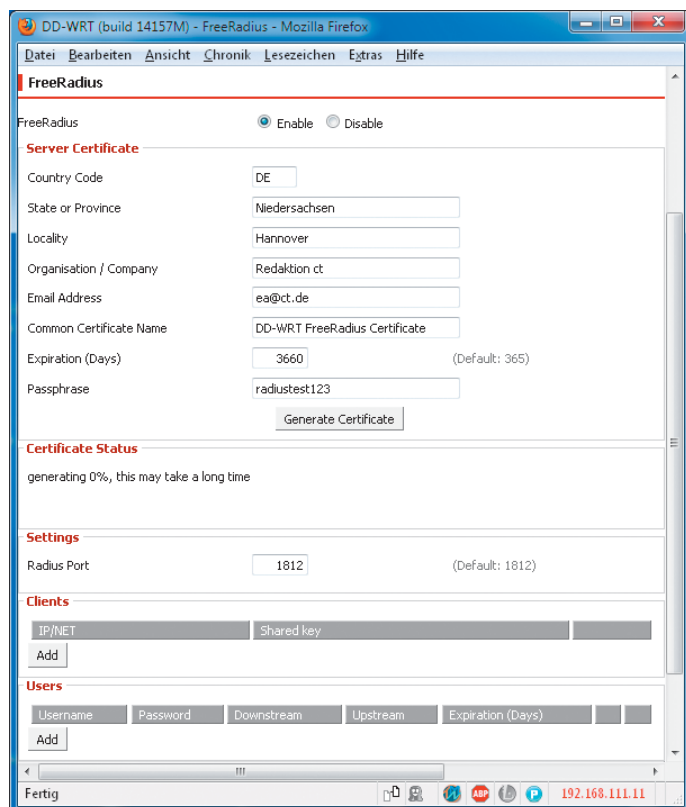 DD-WRT (build 14157M) - FreeRadius - Mozilla Firefox
Datei Bearbeiten Ansicht Chronik Lesezeichen Extras Hilfe
FreeRadius
FreeRadius Enable Disable
Server Certificate
Country Code DE
State or Province Niedersachsen
Locality Hannover
Organisation / Company Redaktion ct
Email Address ea@ct.de
Common Certificate Name DD-WRT FreeRadius Certificate
Expiration (Days) 3660 (Default: 365)
Passphrase radiustest123
Generate Certificate
Certificate Status
generating 0%, this may take a long time
Settings
Radius Port 1812 (Default: 1812)
Clients
IP/NET Shared key
Add
Users
Username Password Downstream Upstream Expiration (Days)
Add
Fertig ABP P 192.168.111.11